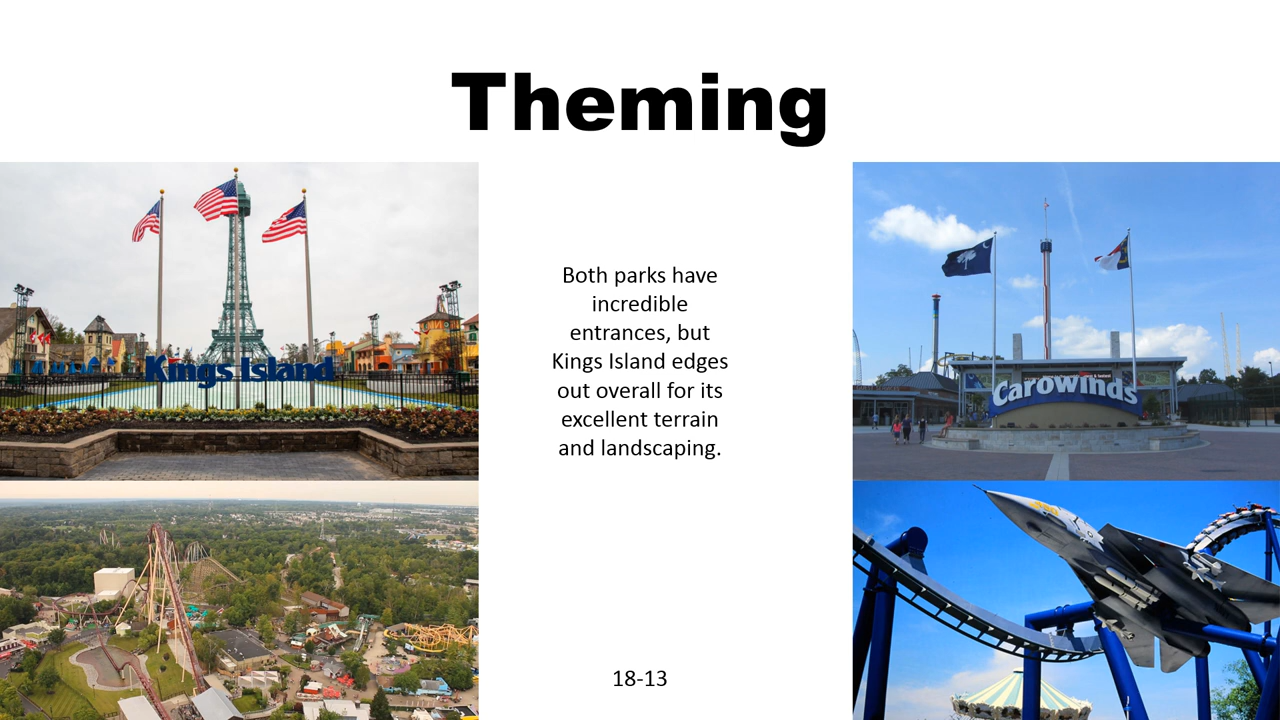 Theming
Kings Island
Both parks have
incredible
entrances, but
Kings Island edges
out overall for its
excellent terrain
and landscaping.
Carowinds
18-13